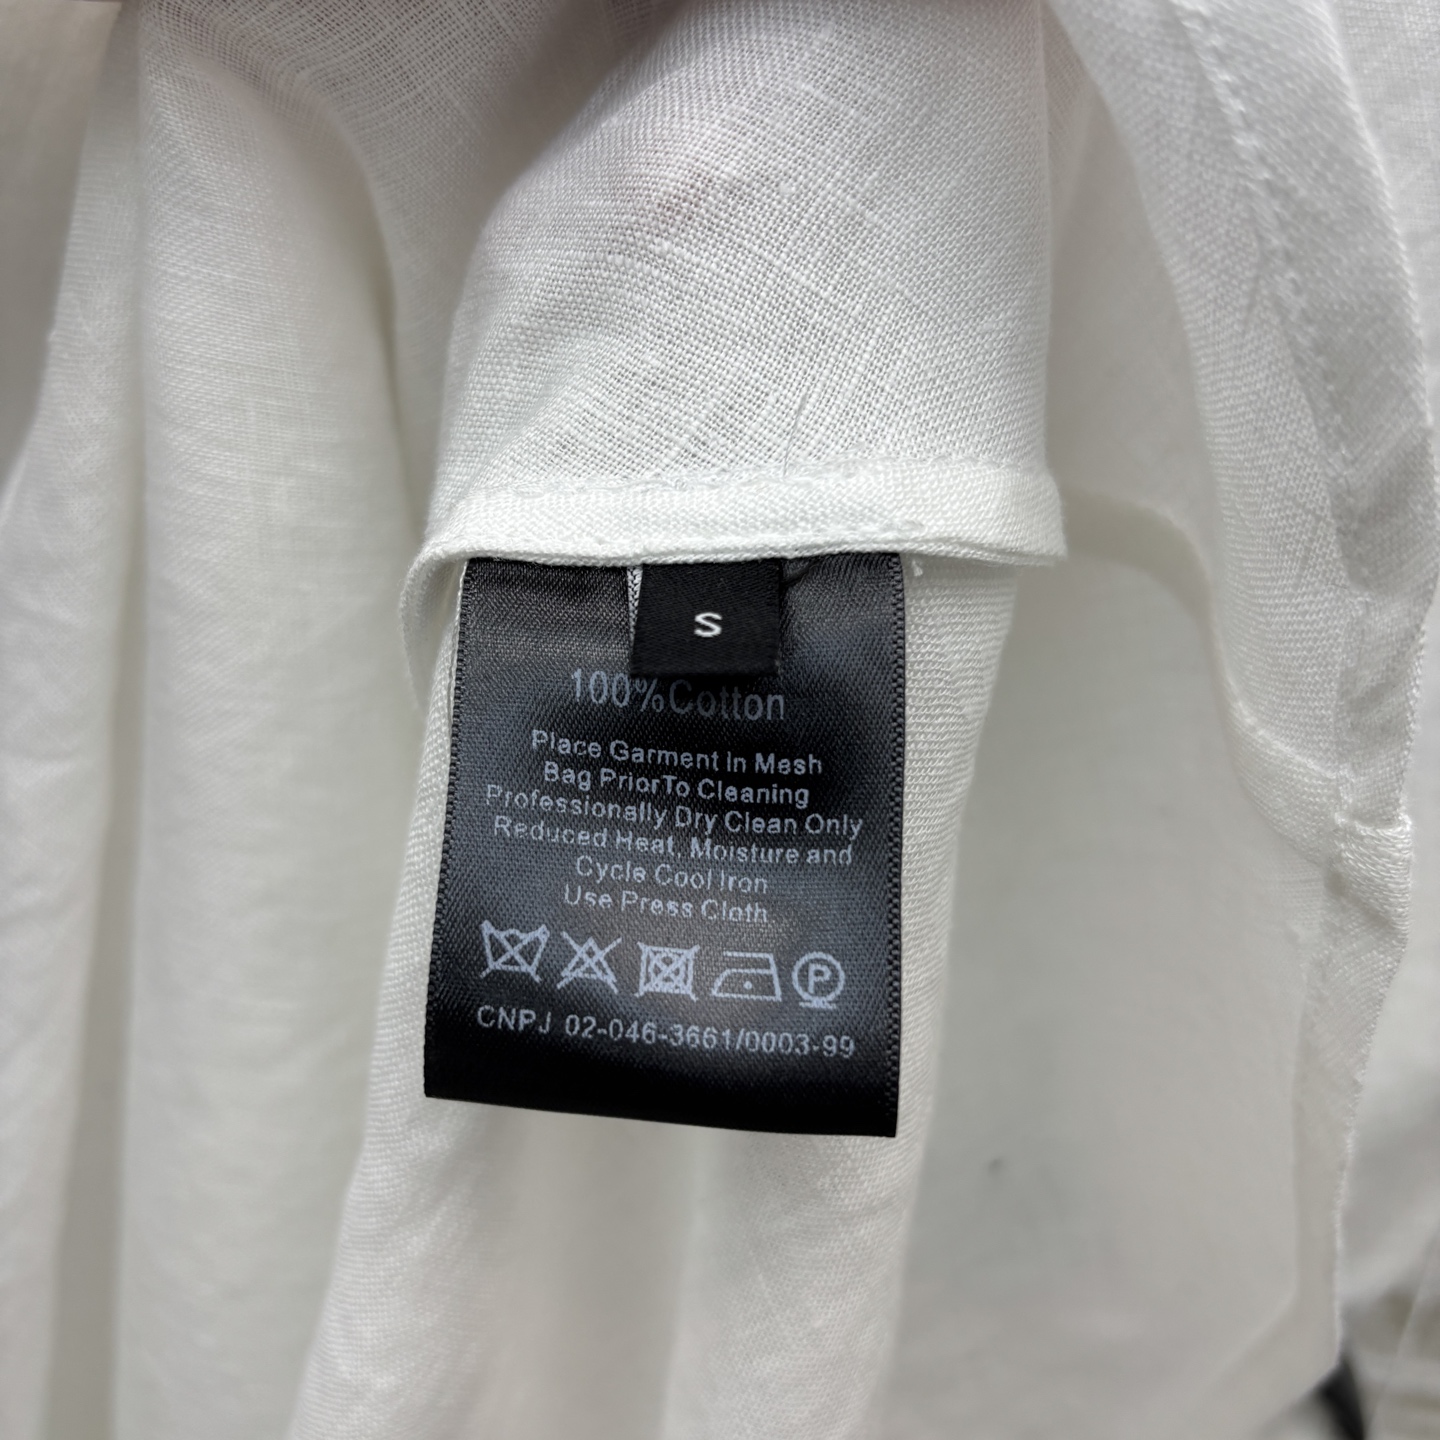 S
100%Cotton
Place Garment in Mesh
Bag PriorTo Cleaning
Professionally Dry Clean Only
Reduced Heat, Moisture and
Cycle Cool Iron
Use Press Cloth.
P
CNPJ 02-046-3661/0003-99